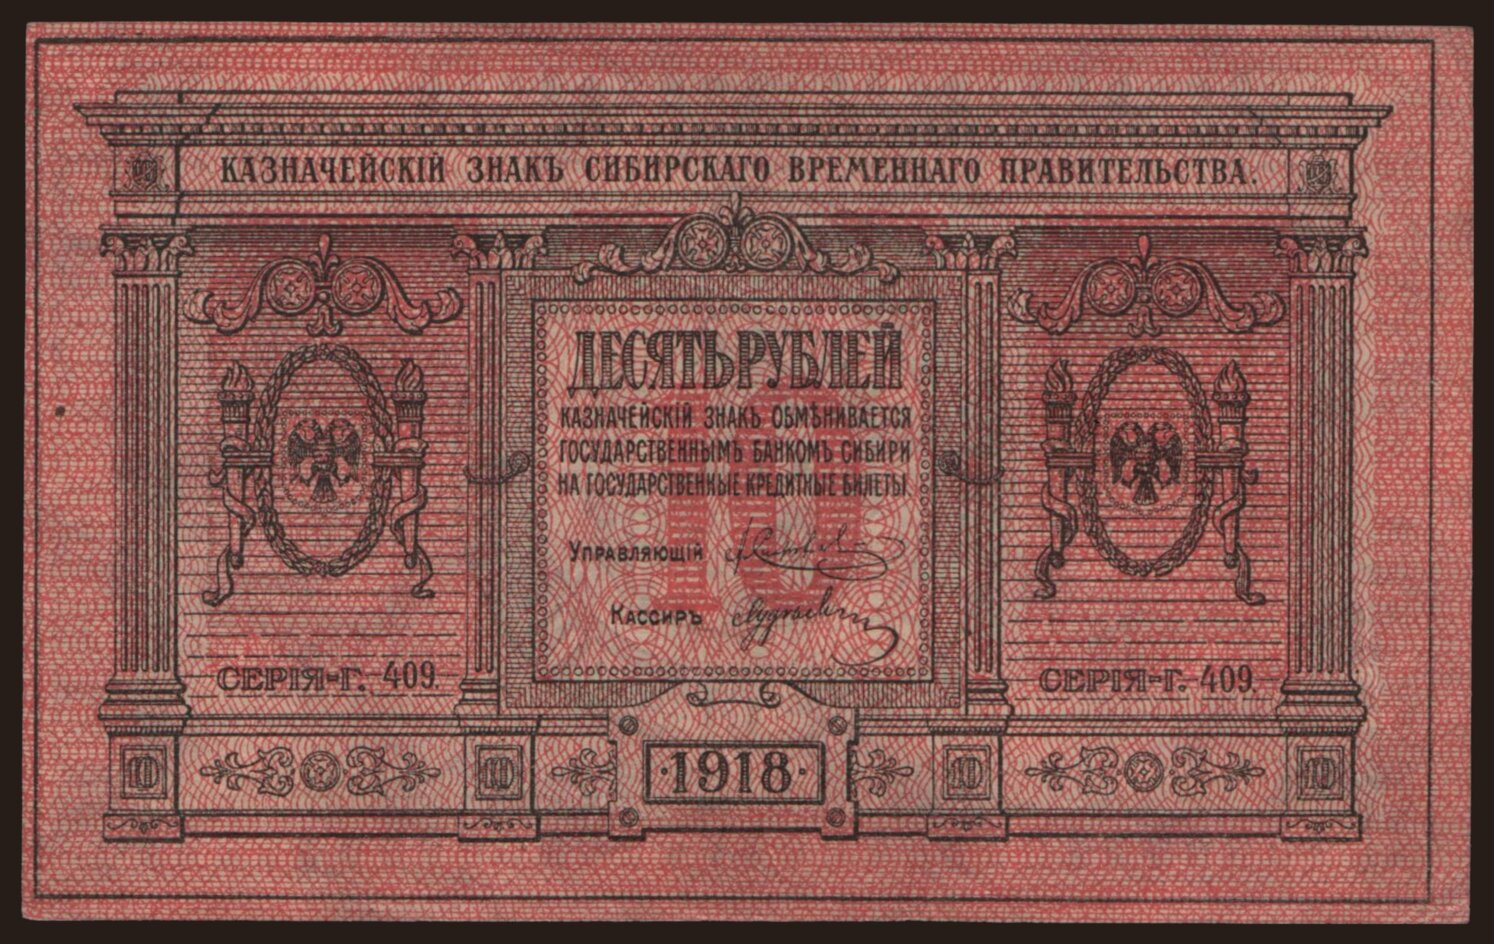 КАЗНАЧЕЙСКІЙ ЗНАКЪ СИБИРСКАГО ВРЕМЕННАГО ПРАВИТЕЛЬСТВА.
ДЕСЯТЬ РУБЛЕЙ
КАЗНАЧЕЙСКІЙ ЗНАКЪ ОБМѢНИВАЕТСЯ
ГОСУДАРСТВЕННЫМЪ БАНКОМЪ СИБИРИ
НА ГОСУДАРСТВЕННЫЕ КРЕДИТНЫЕ БИЛЕТЫ
10
УПРАВЛЯЮЩІЙ
КАССИРЪ
СЕРІЯ-Г. 409.
СЕРІЯ-Г. 409.
10
10
·1918·
10
10